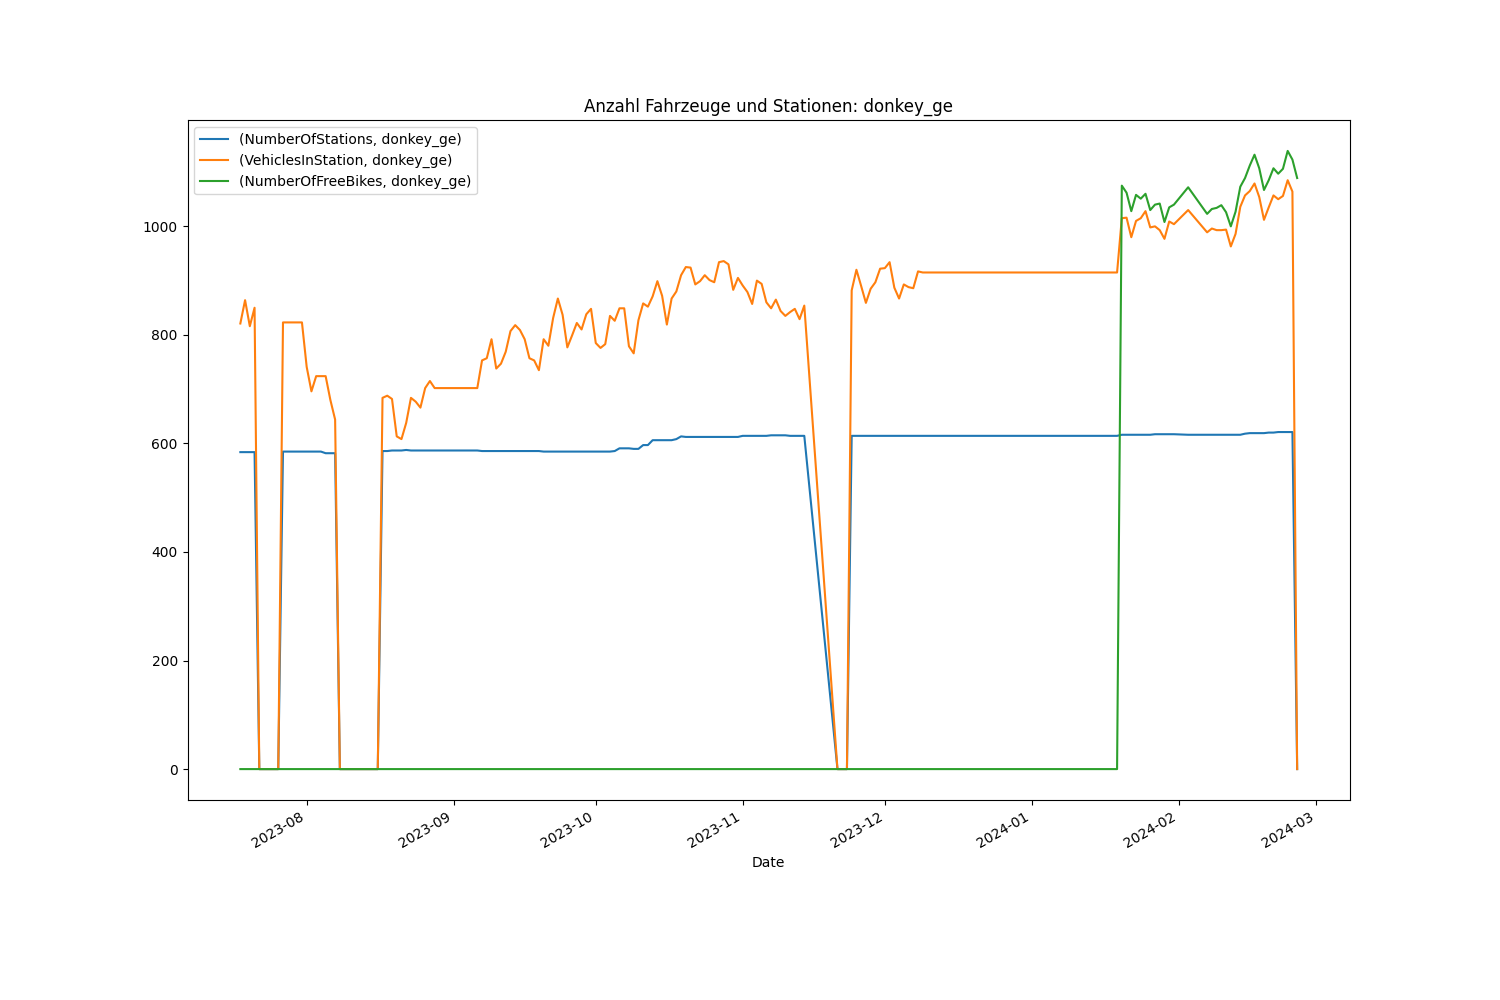 Anzahl Fahrzeuge und Stationen: donkey_ge
(NumberOfStations, donkey_ge)
(VehiclesInStation, donkey_ge)
(NumberOfFreeBikes, donkey_ge)
1000
800
600
400
200
0
2023-08
2023-09
2023-10
2023-11
2023-12
2024-01
2024-02
2024-03
Date